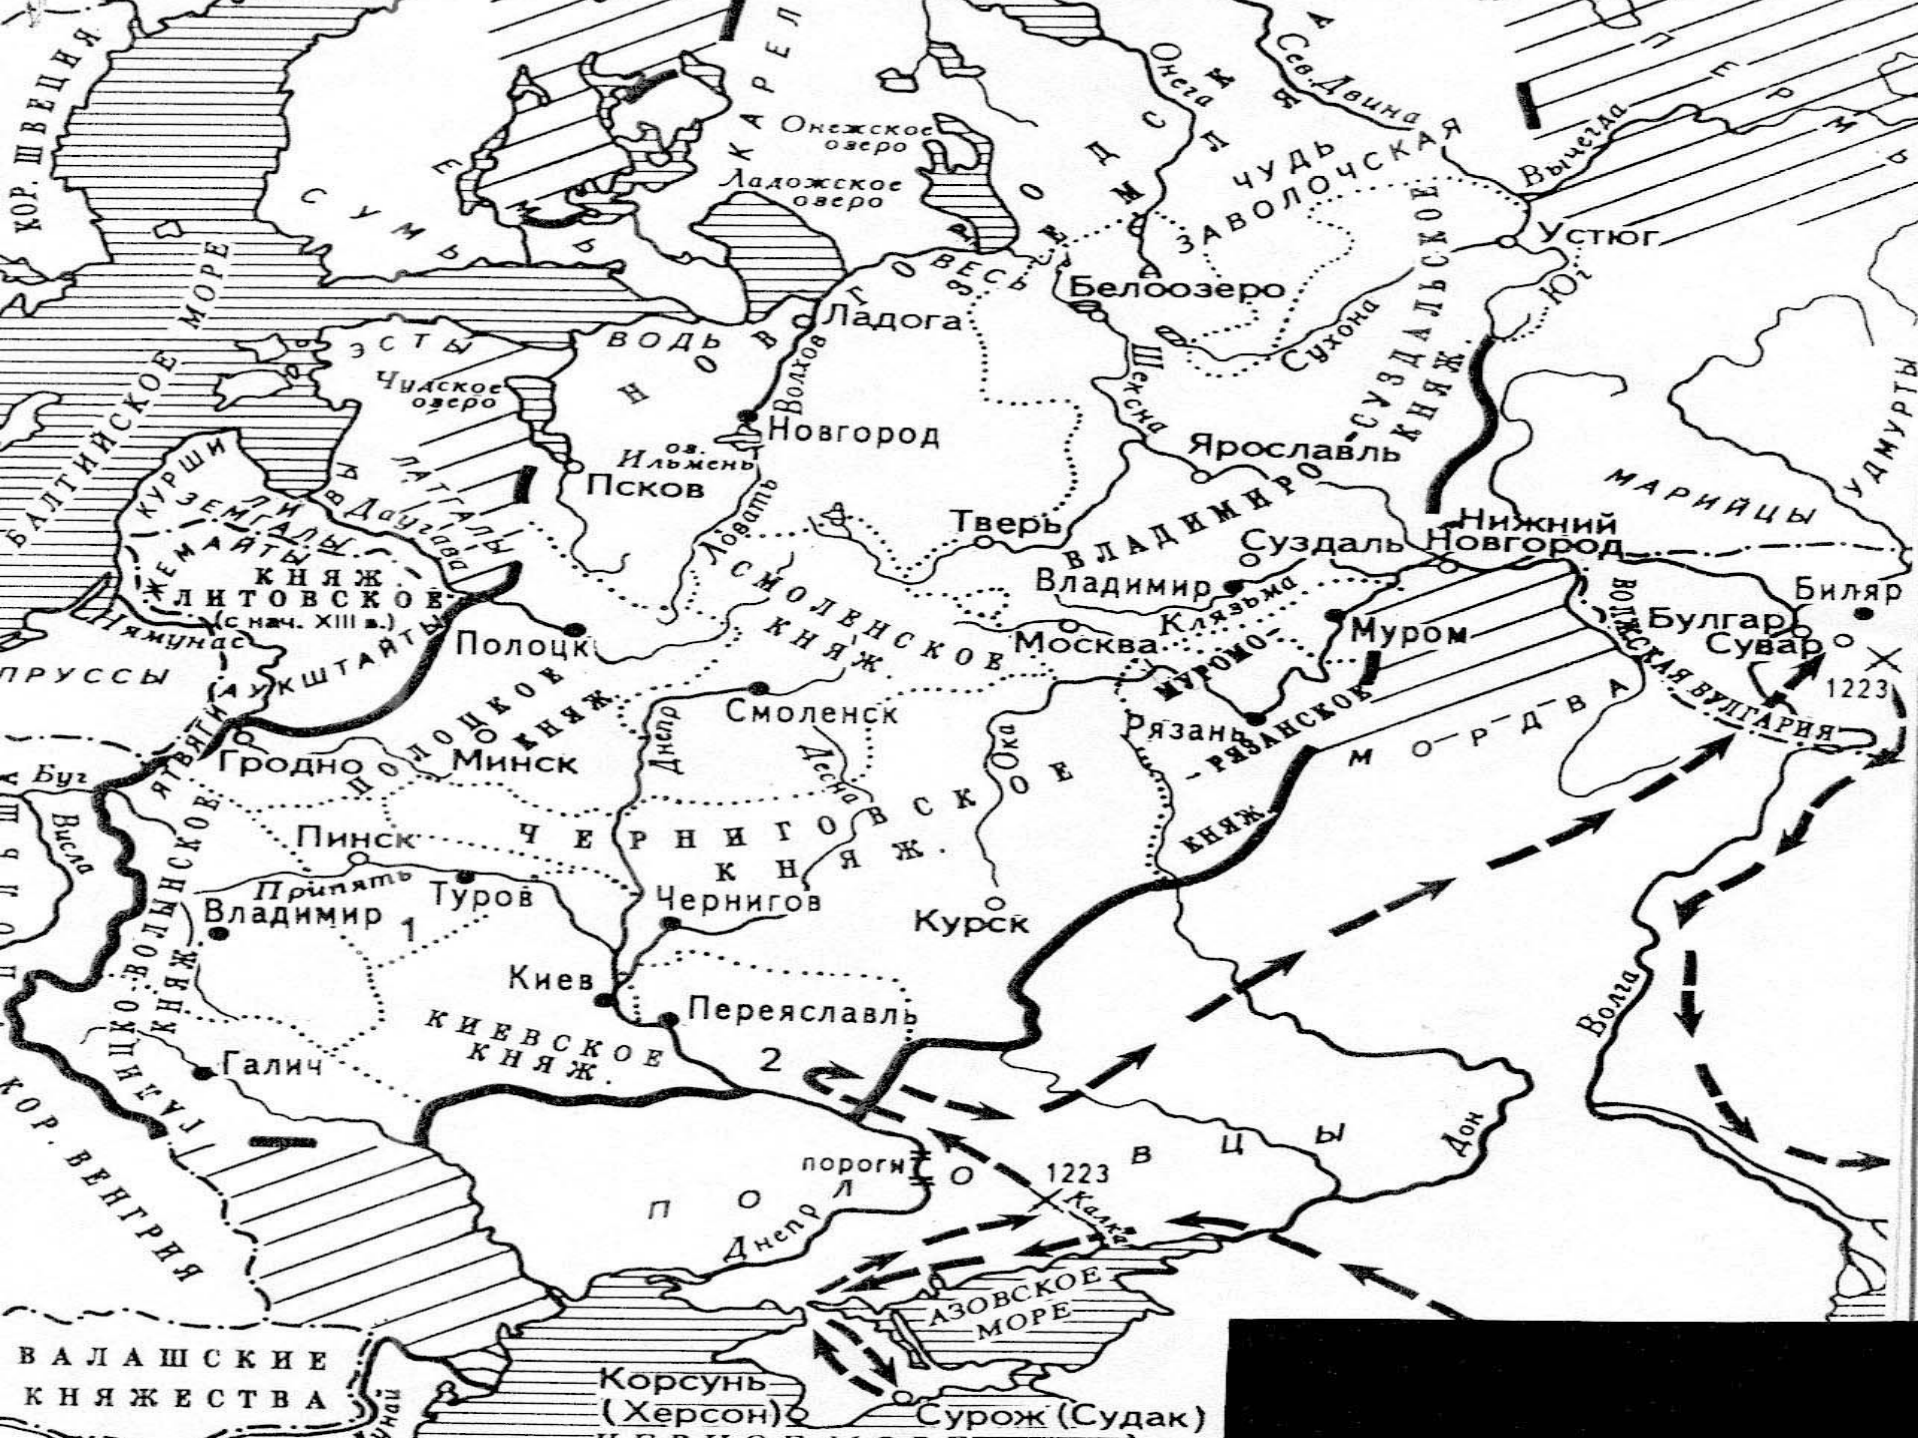 КОР. ШВЕЦИЯ
КАРЕЛ
Онега
Сев. Двина
ПЕРМЬ
Вычегда
Онежское
озеро
Ладожское
озеро
СУМЬ
ЕМЬ
ЧУДЬ
ЗАВОЛОЧСКАЯ
НОВГОРОДСКАЯ
ЗЕМЛЯ
ВЕСЬ
Устюг
Юг
Белоозеро
Сухона
Ладога
ВОДЬ
Волхов
Шексна
БАЛТИЙСКОЕ МОРЕ
ЭСТЫ
Чудское
озеро
Новгород
оз.
Ильмень
Псков
Ловать
Ярославль
ВЛАДИМИРО-СУЗДАЛЬСКОЕ
КНЯЖ.
МАРИЙЦЫ
УДМУРТЫ
КУРШИ
ЛИВЫ
ЗЕМГАЛЫ
ЛАТГАЛЫ
Даугава
ЖЕМАЙТЫ
КНЯЖ.
ЛИТОВСКОЕ
(с нач. XIII в.)
Нямунас
АУКШТАЙТЫ
ПРУССЫ
ЯТВЯГИ
Тверь
Суздаль
Нижний
Новгород
Владимир
Клязьма
Москва
Муром
МУРОМО-
-РЯЗАНСКОЕ
КНЯЖ.
Рязань
Биляр
Булгар
Сувар
1223
ВОЛЖСКАЯ БУЛГАРИЯ
МОРДВА
Полоцк
СМОЛЕНСКОЕ
КНЯЖ.
Смоленск
ПОЛОЦКОЕ
КНЯЖ.
Минск
Гродно
Днепр
Десна
Ока
Буг
Висла
ПОЛЬША
Пинск
Припять
Туров
Владимир
1
ЧЕРНИГОВСКОЕ
КНЯЖ.
Чернигов
Курск
Киев
Переяславль
КИЕВСКОЕ
КНЯЖ.
2
Галич
ГАЛИЦКО-ВОЛЫНСКОЕ
КНЯЖ.
КОР. ВЕНГРИЯ
Волга
Дон
ПОЛОВЦЫ
пороги
Днепр
1223
Калка
АЗОВСКОЕ
МОРЕ
ВАЛАШСКИЕ
КНЯЖЕСТВА
Корсунь
(Херсон)
Сурож (Судак)